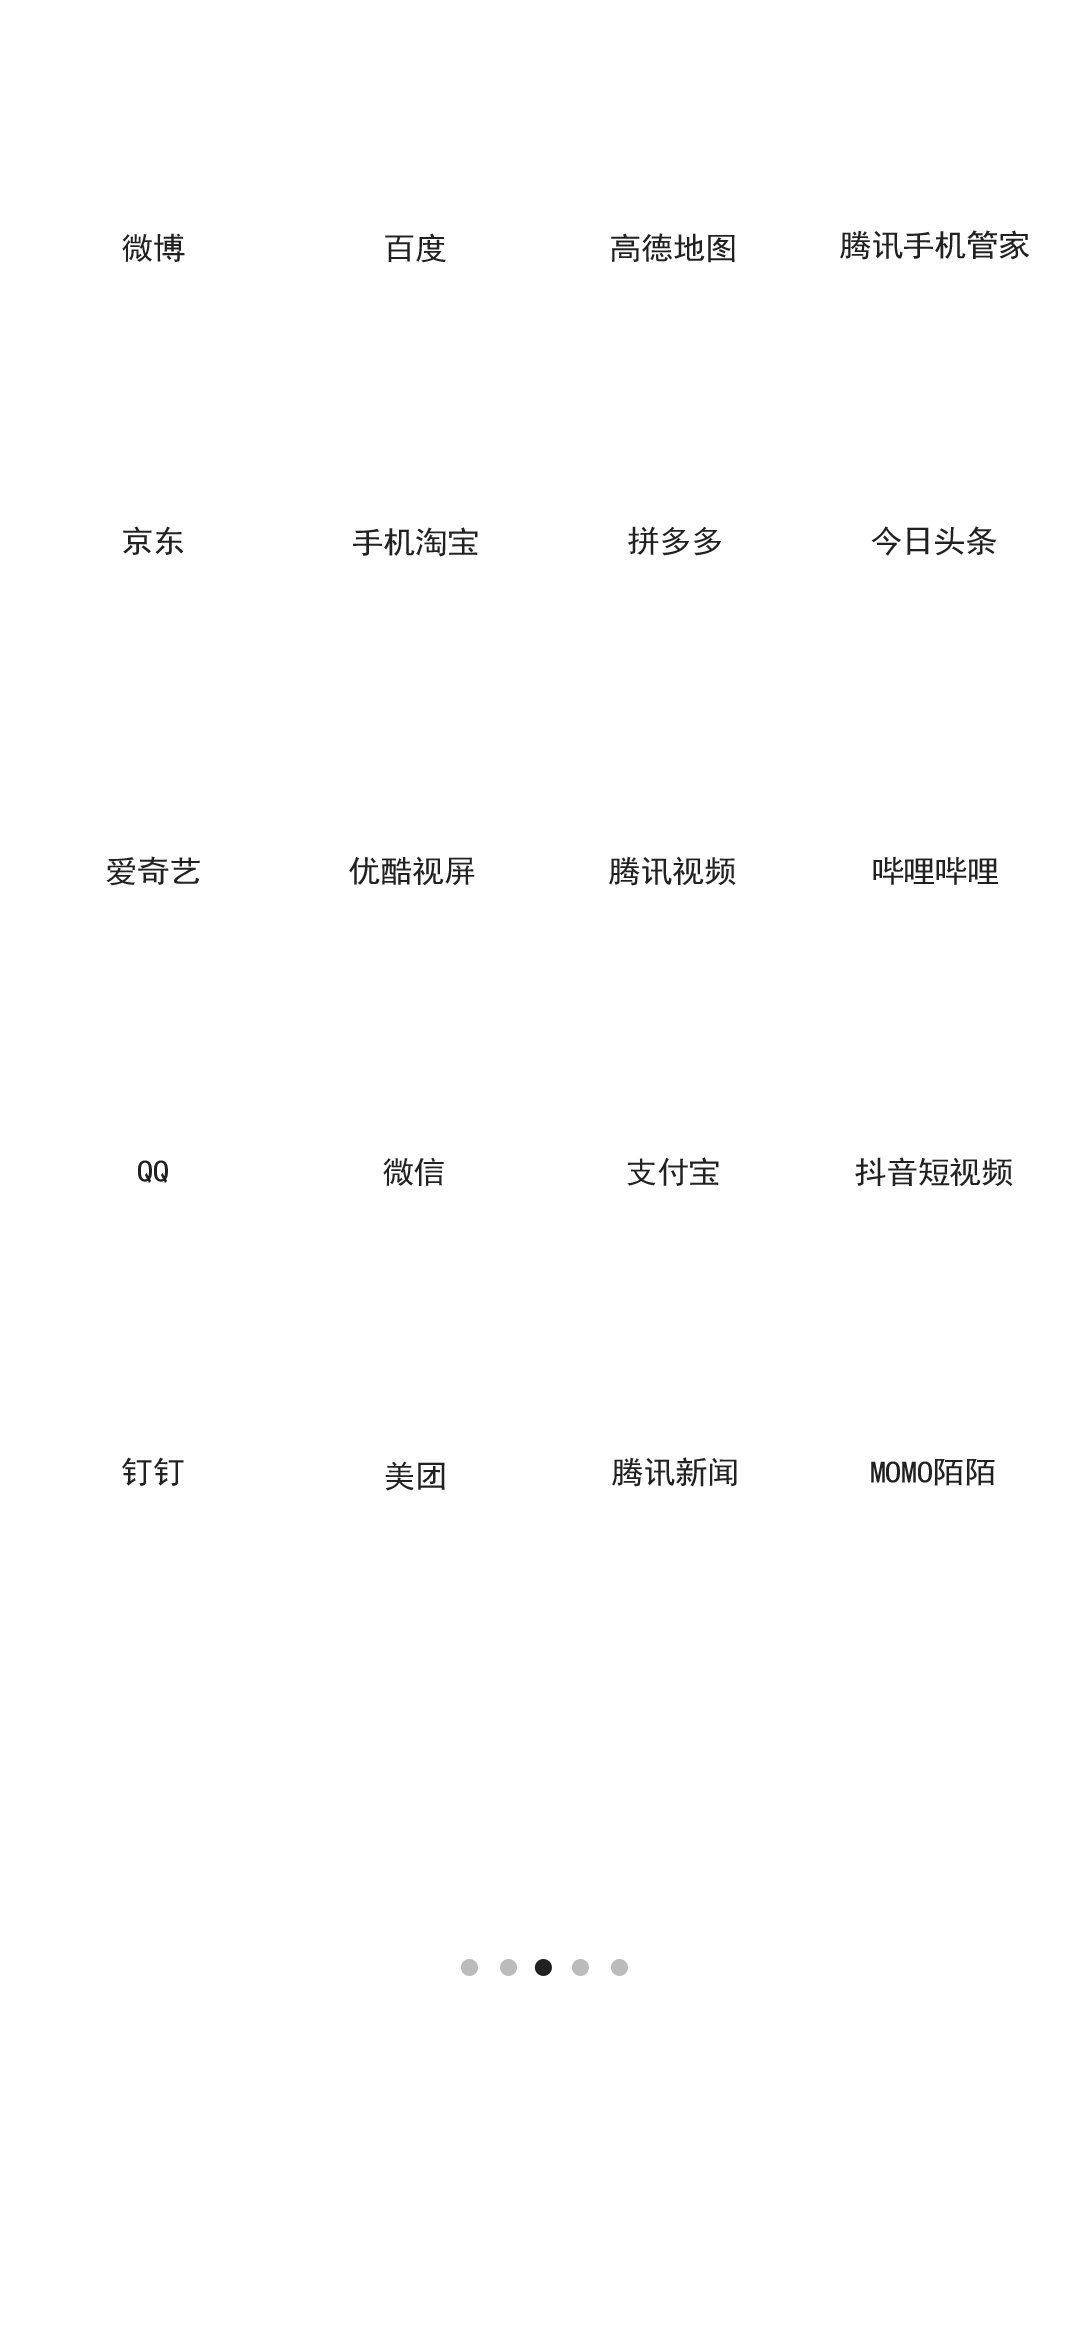 微博 百度 高德地图 腾讯手机管家
京东 手机淘宝 拼多多 今日头条
爱奇艺 优酷视屏 腾讯视频 哔哩哔哩
QQ 微信 支付宝 抖音短视频
钉钉 美团 腾讯新闻 MOMO陌陌